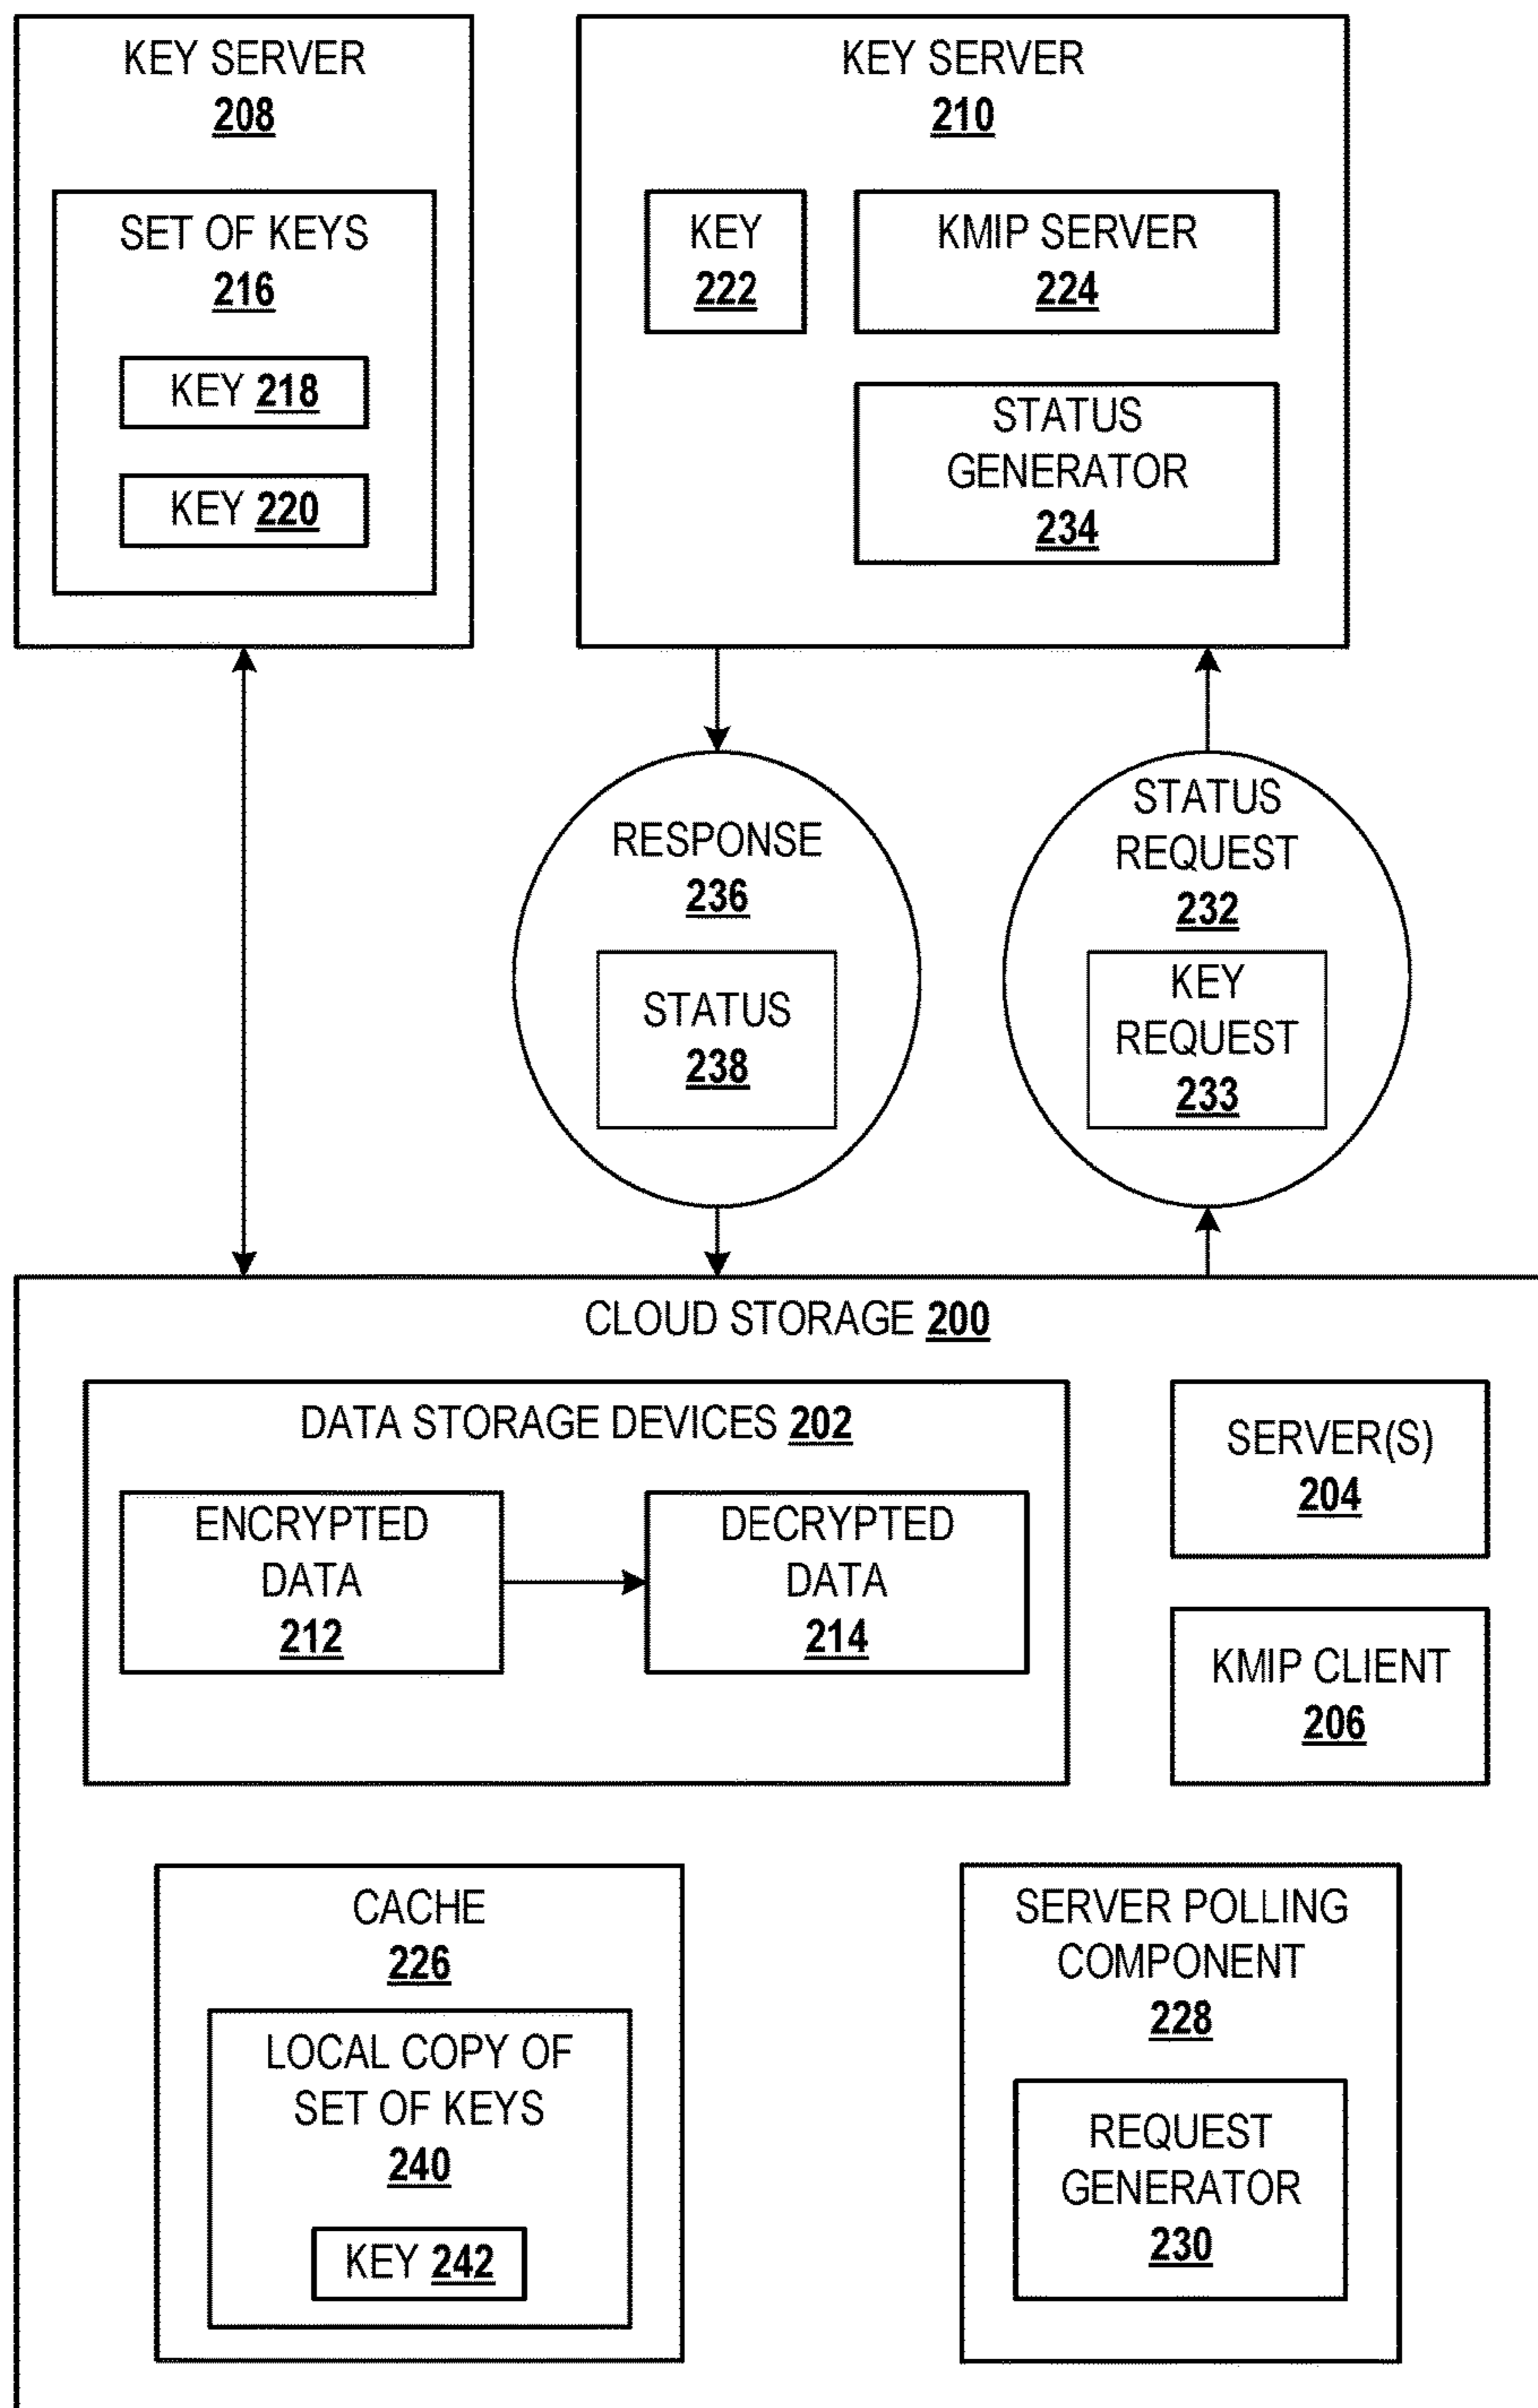 KEY SERVER
208
SET OF KEYS
216
KEY 218
KEY 220
KEY SERVER
210
KEY
222
KMIP SERVER
224
STATUS
GENERATOR
234
RESPONSE
236
STATUS
238
STATUS
REQUEST
232
KEY
REQUEST
233
CLOUD STORAGE 200
DATA STORAGE DEVICES 202
ENCRYPTED
DATA
212
DECRYPTED
DATA
214
SERVER(S)
204
KMIP CLIENT
206
CACHE
226
LOCAL COPY OF
SET OF KEYS
240
KEY 242
SERVER POLLING
COMPONENT
228
REQUEST
GENERATOR
230